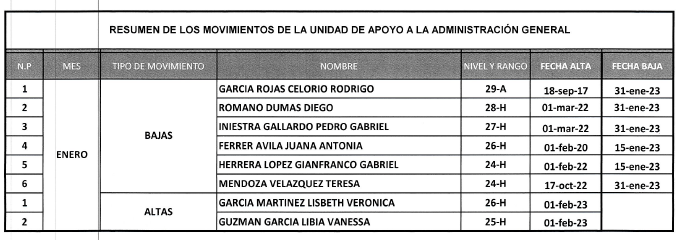 RESUMEN DE LOS MOVIMIENTOS DE LA UNIDAD DE APOYO A LA ADMINISTRACIÓN GENERAL
N.P MES TIPO DE MOVIMIENTO NOMBRE NIVEL Y RANGO FECHA ALTA FECHA BAJA
1 GARCIA ROJAS CELORIO RODRIGO 29-A 18-sep-17 31-ene-23
2 ROMANO DUMAS DIEGO 28-H 01-mar-22 31-ene-23
3 INIESTRA GALLARDO PEDRO GABRIEL 27-H 01-mar-22 31-ene-23
BAJAS
4 FERRER AVILA JUANA ANTONIA 26-H 01-feb-20 15-ene-23
ENERO
5 HERRERA LOPEZ GIANFRANCO GABRIEL 24-H 01-feb-22 15-ene-23
6 MENDOZA VELAZQUEZ TERESA 24-H 17-oct-22 31-ene-23
1 GARCIA MARTINEZ LISBETH VERONICA 26-H 01-feb-23
ALTAS
2 GUZMAN GARCIA LIBIA VANESSA 25-H 01-feb-23